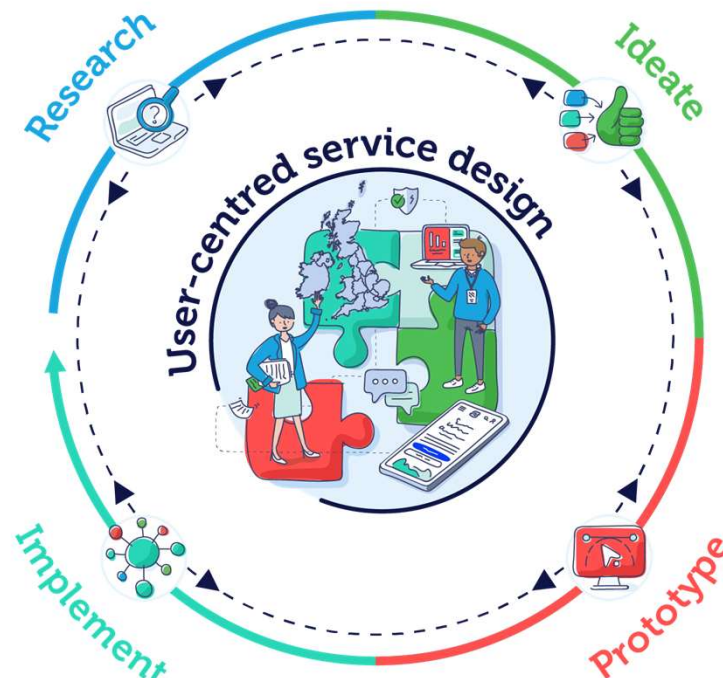 Research
Ideate
User-centred service design
?
Implement
Prototype